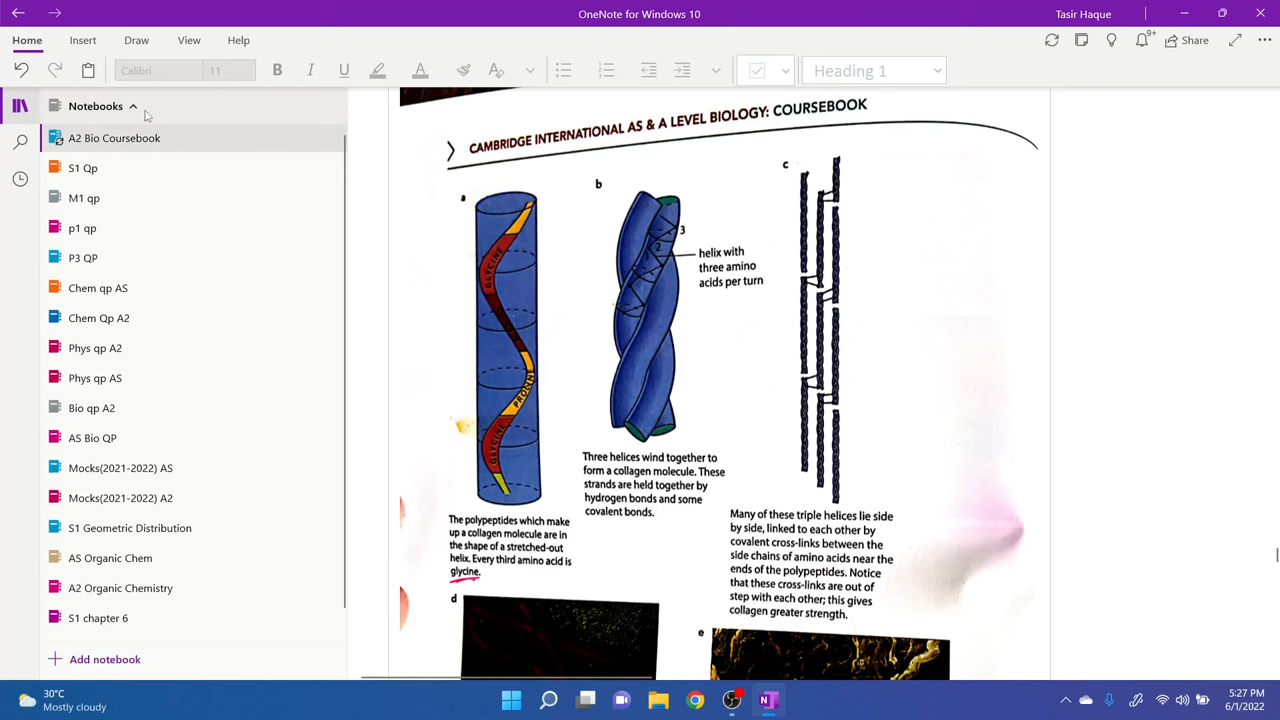 OneNote for Windows 10
Tasir Haque
Home
Insert
Draw
View
Help
9+
Share
B
I
U
A
Heading 1
Notebooks
A2 Bio Coursebook
S1 Qp
M1 qp
p1 qp
P3 QP
Chem qp AS
Chem Qp A2
Phys qp A2
Phys qp AS
Bio qp A2
AS Bio QP
Mocks(2021-2022) AS
Mocks(2021-2022) A2
S1 Geometric Distribution
AS Organic Chem
A2 Organic Chemistry
S1 chapter 6
Add notebook
CAMBRIDGE INTERNATIONAL AS & A LEVEL BIOLOGY: COURSEBOOK
a
GLYCINE
PROLINE
GLYCINE
The polypeptides which make
up a collagen molecule are in
the shape of a stretched-out
helix. Every third amino acid is
glycine.
b
3
2
helix with
three amino
acids per turn
Three helices wind together to
form a collagen molecule. These
strands are held together by
hydrogen bonds and some
covalent bonds.
c
Many of these triple helices lie side
by side, linked to each other by
covalent cross-links between the
side chains of amino acids near the
ends of the polypeptides. Notice
that these cross-links are out of
step with each other; this gives
collagen greater strength.
d
e
30°C
Mostly cloudy
5:27 PM
6/1/2022